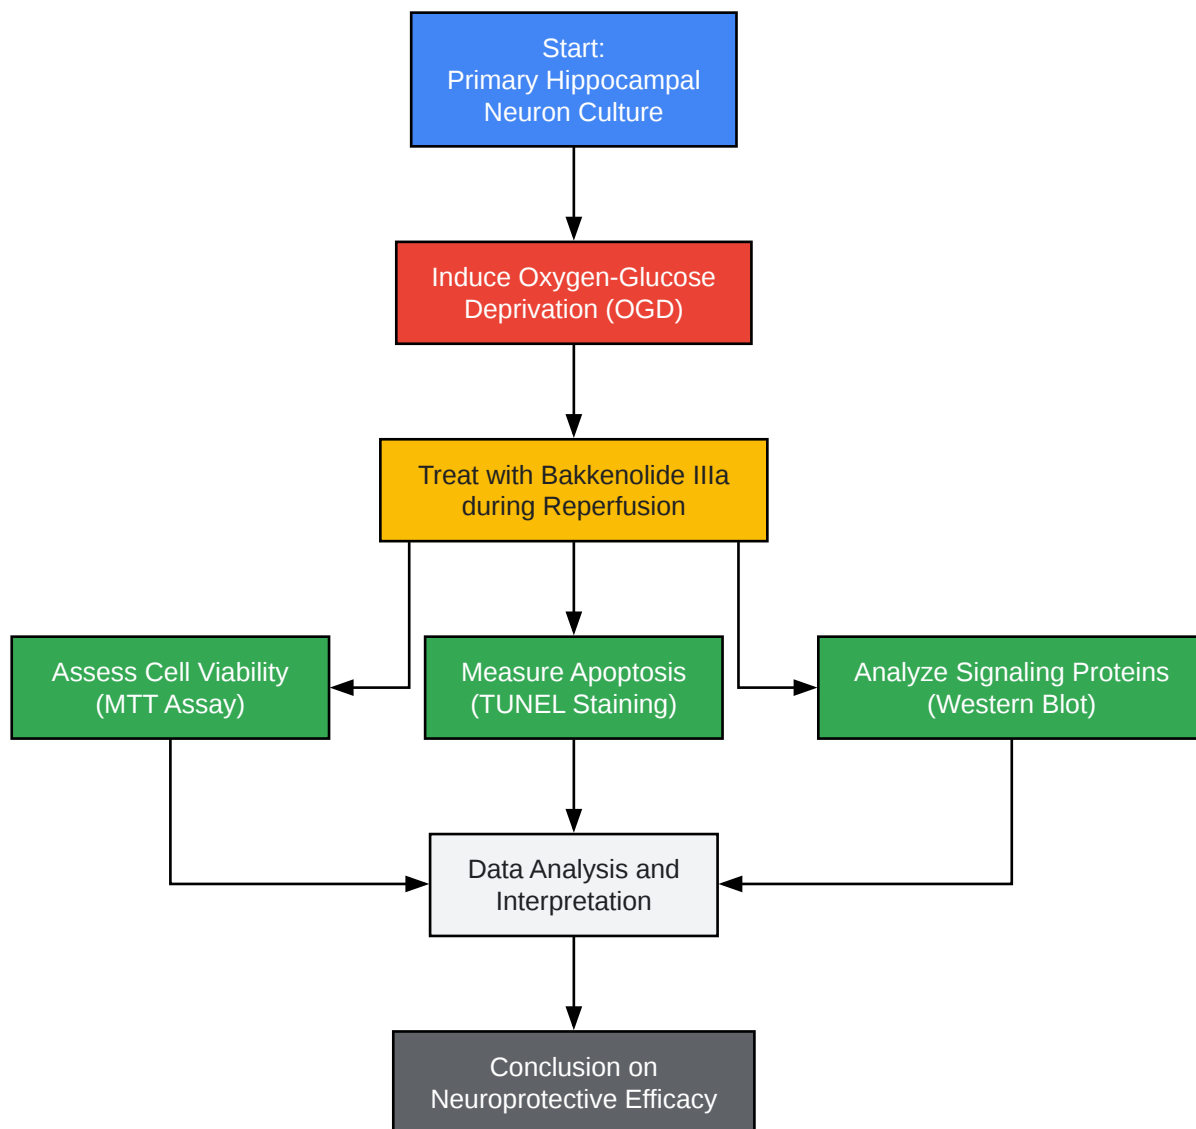 Start:
Primary Hippocampal
Neuron Culture
Induce Oxygen-Glucose
Deprivation (OGD)
Treat with Bakkenolide IIIa
during Reperfusion
Assess Cell Viability
(MTT Assay)
Measure Apoptosis
(TUNEL Staining)
Analyze Signaling Proteins
(Western Blot)
Data Analysis and
Interpretation
Conclusion on
Neuroprotective Efficacy